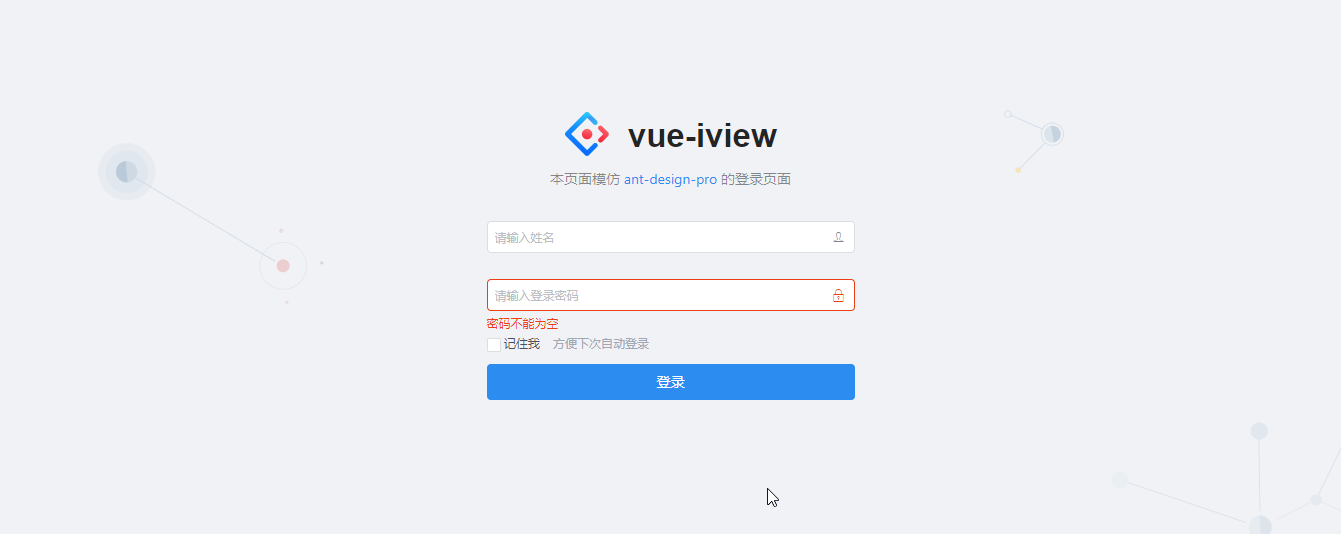 vue-iview
本页面模仿 ant-design-pro 的登录页面
请输入姓名
请输入登录密码
密码不能为空
记住我 方便下次自动登录
登录